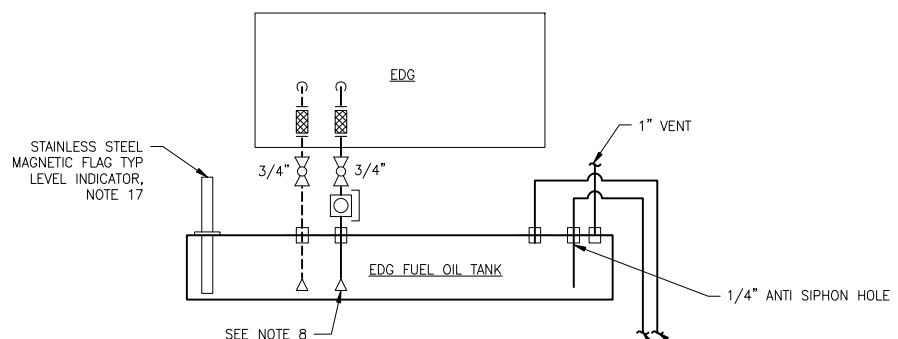 EDG
1" VENT
STAINLESS STEEL
MAGNETIC FLAG TYP
LEVEL INDICATOR,
NOTE 17
3/4"
3/4"
EDG FUEL OIL TANK
1/4" ANTI SIPHON HOLE
SEE NOTE 8